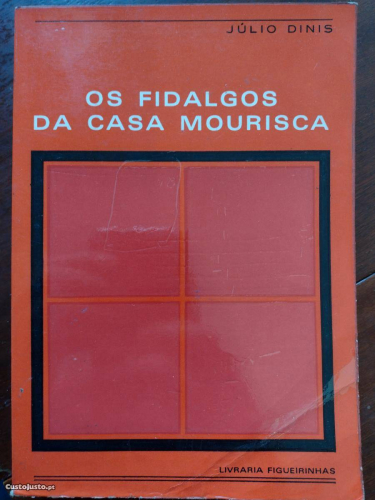 JÚLIO DINIS
OS FIDALGOS
DA CASA MOURISCA
LIVRARIA FIGUEIRINHAS
CustoJusto.pt